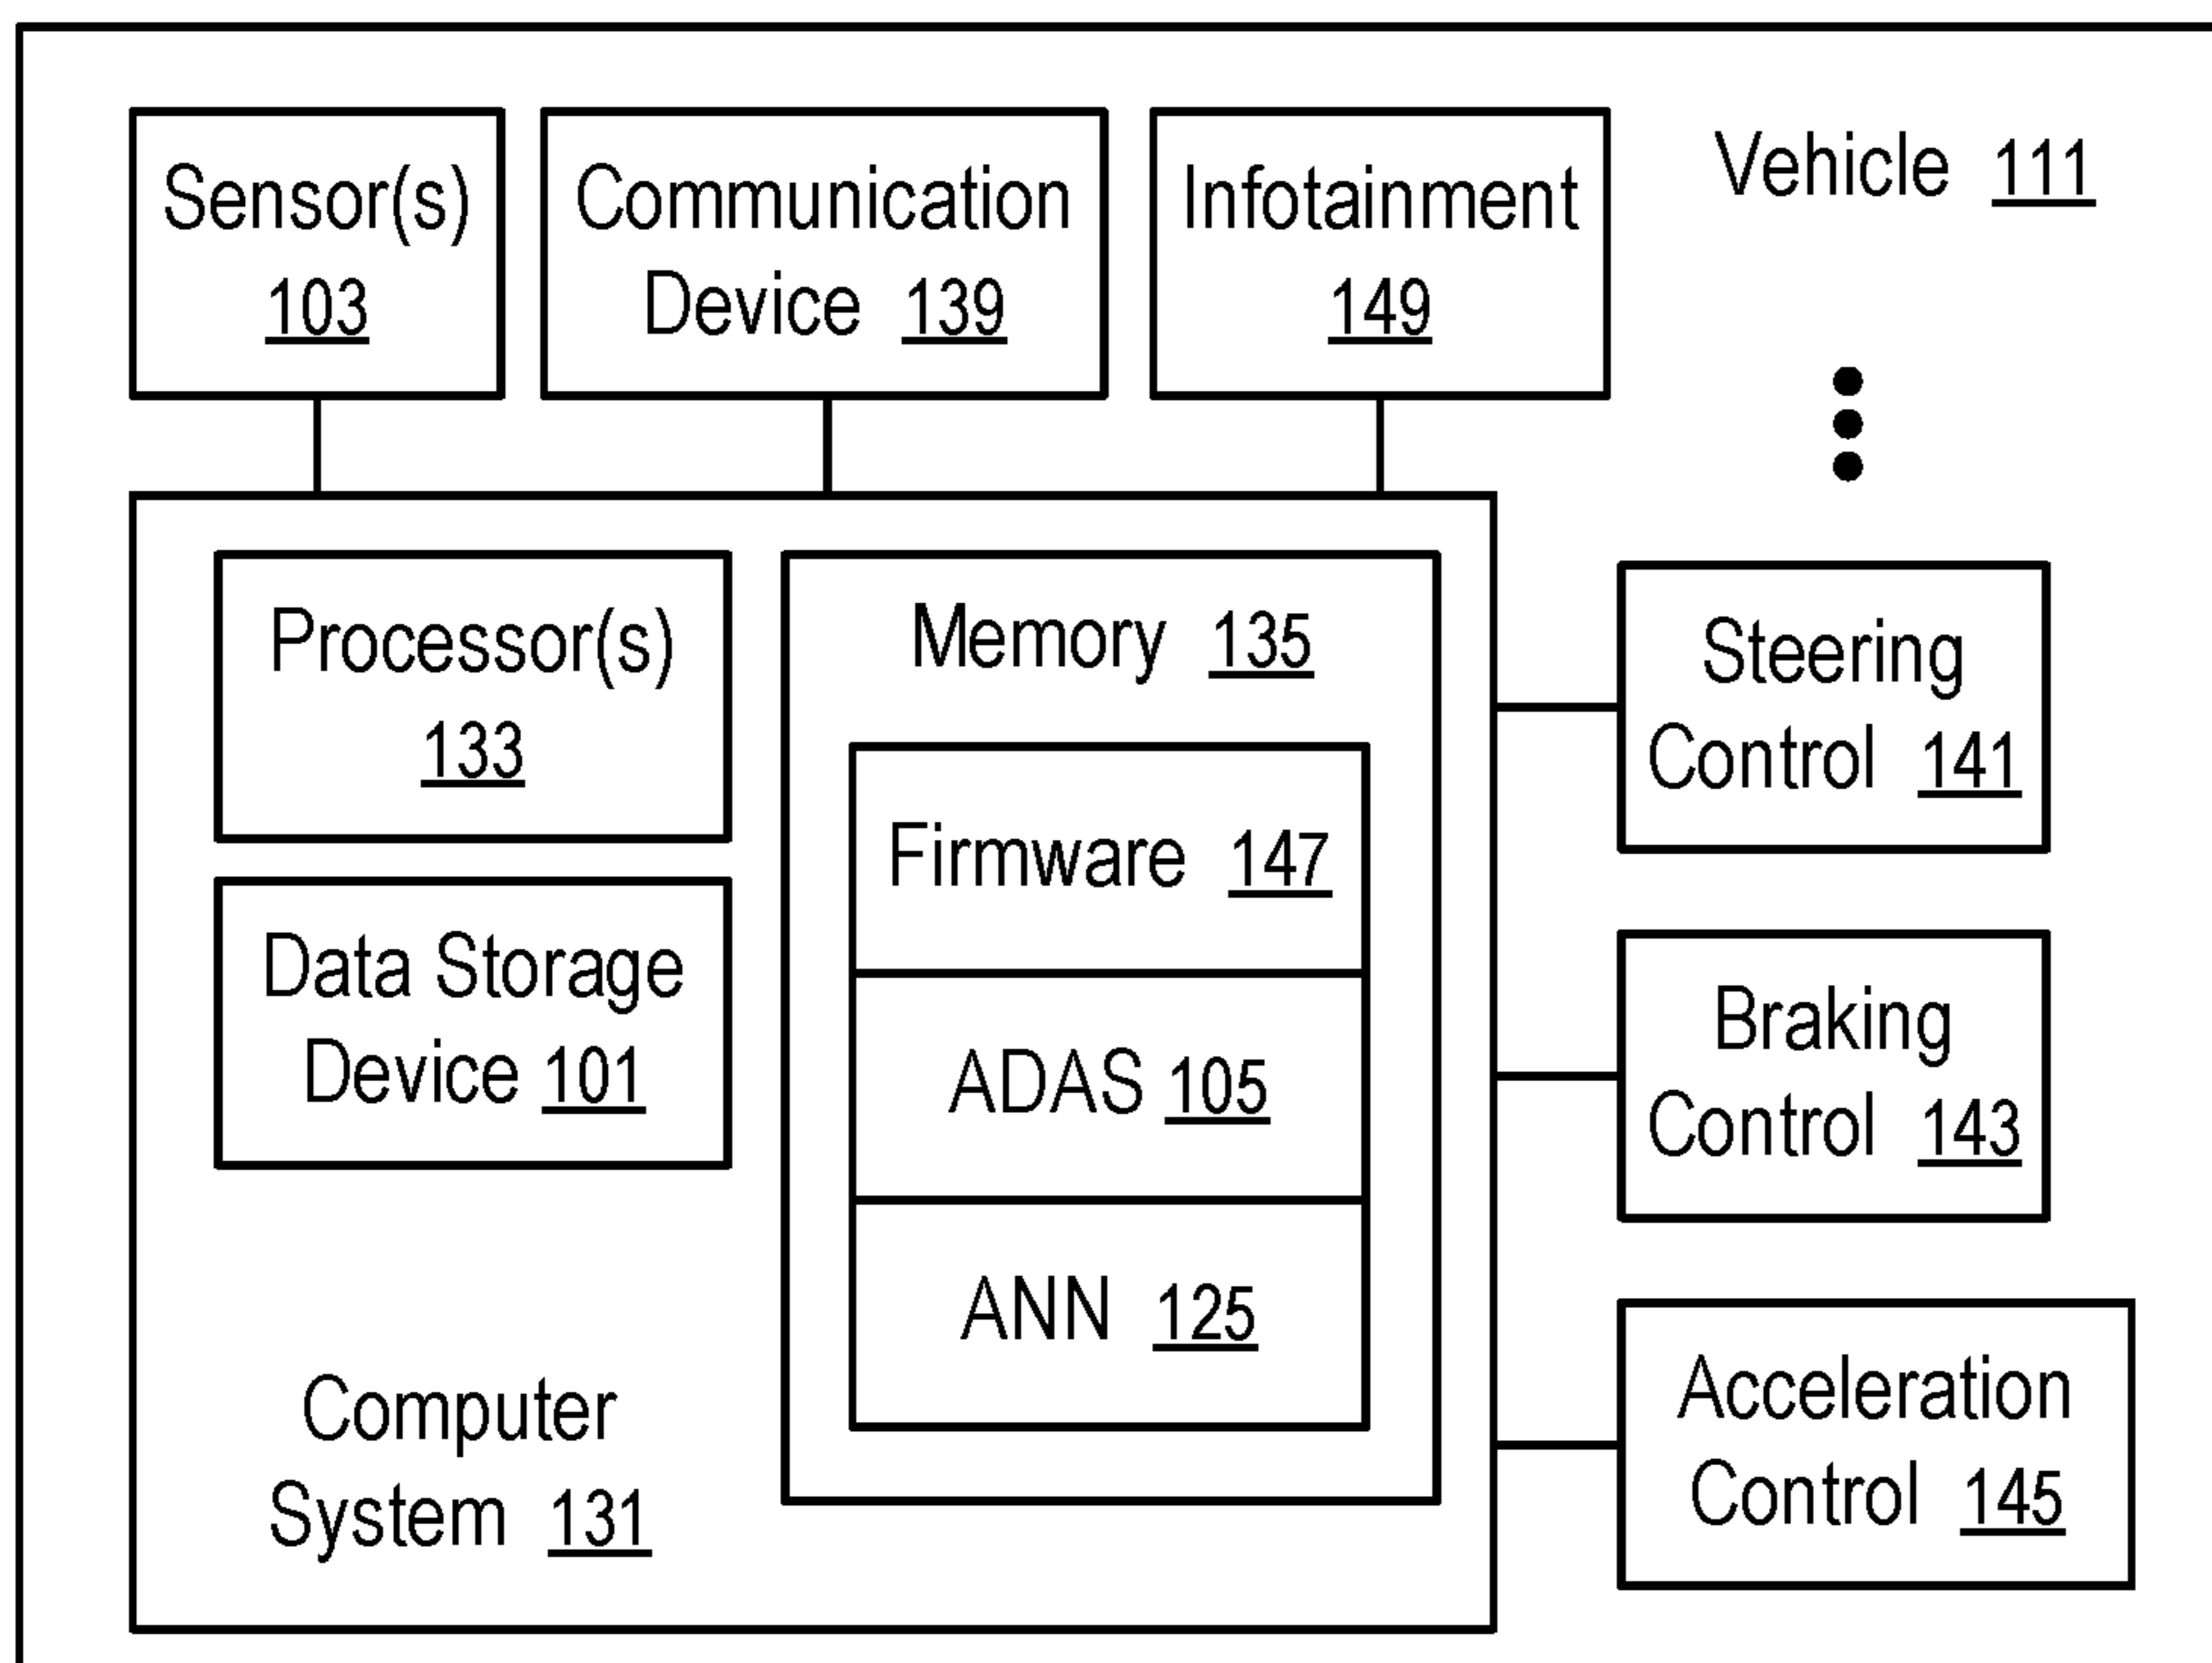 Sensor(s)
103
Communication
Device 139
Infotainment
149
Vehicle 111
Processor(s)
133
Data Storage
Device 101
Computer
System 131
Memory 135
Firmware 147
ADAS 105
ANN 125
Steering
Control 141
Braking
Control 143
Acceleration
Control 145